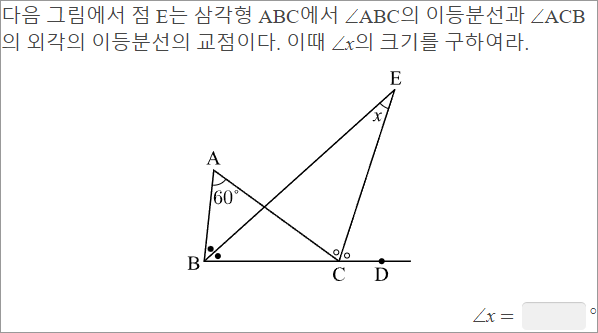 다음 그림에서 점 E는 삼각형 ABC에서 ∠ABC의 이등분선과 ∠ACB
의 외각의 이등분선의 교점이다. 이때 ∠x의 크기를 구하여라.
E
x
A
60°
B
C
D
∠x = °